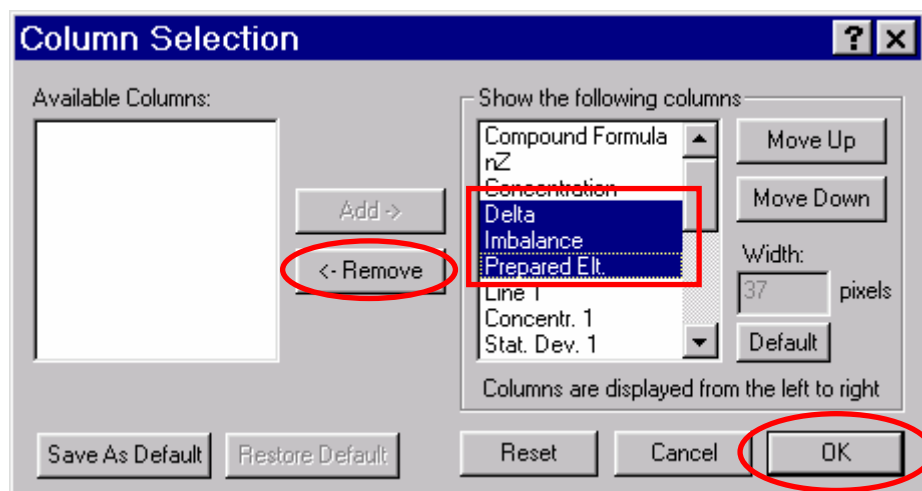 Column Selection
Available Columns:
Show the following columns
Compound Formula
nZ
Concentration
Delta
Imbalance
Prepared Elt.
Line 1
Concentr. 1
Stat. Dev. 1
Add ->
<- Remove
Move Up
Move Down
Width:
37 pixels
Default
Columns are displayed from the left to right
Save As Default
Restore Default
Reset
Cancel
OK